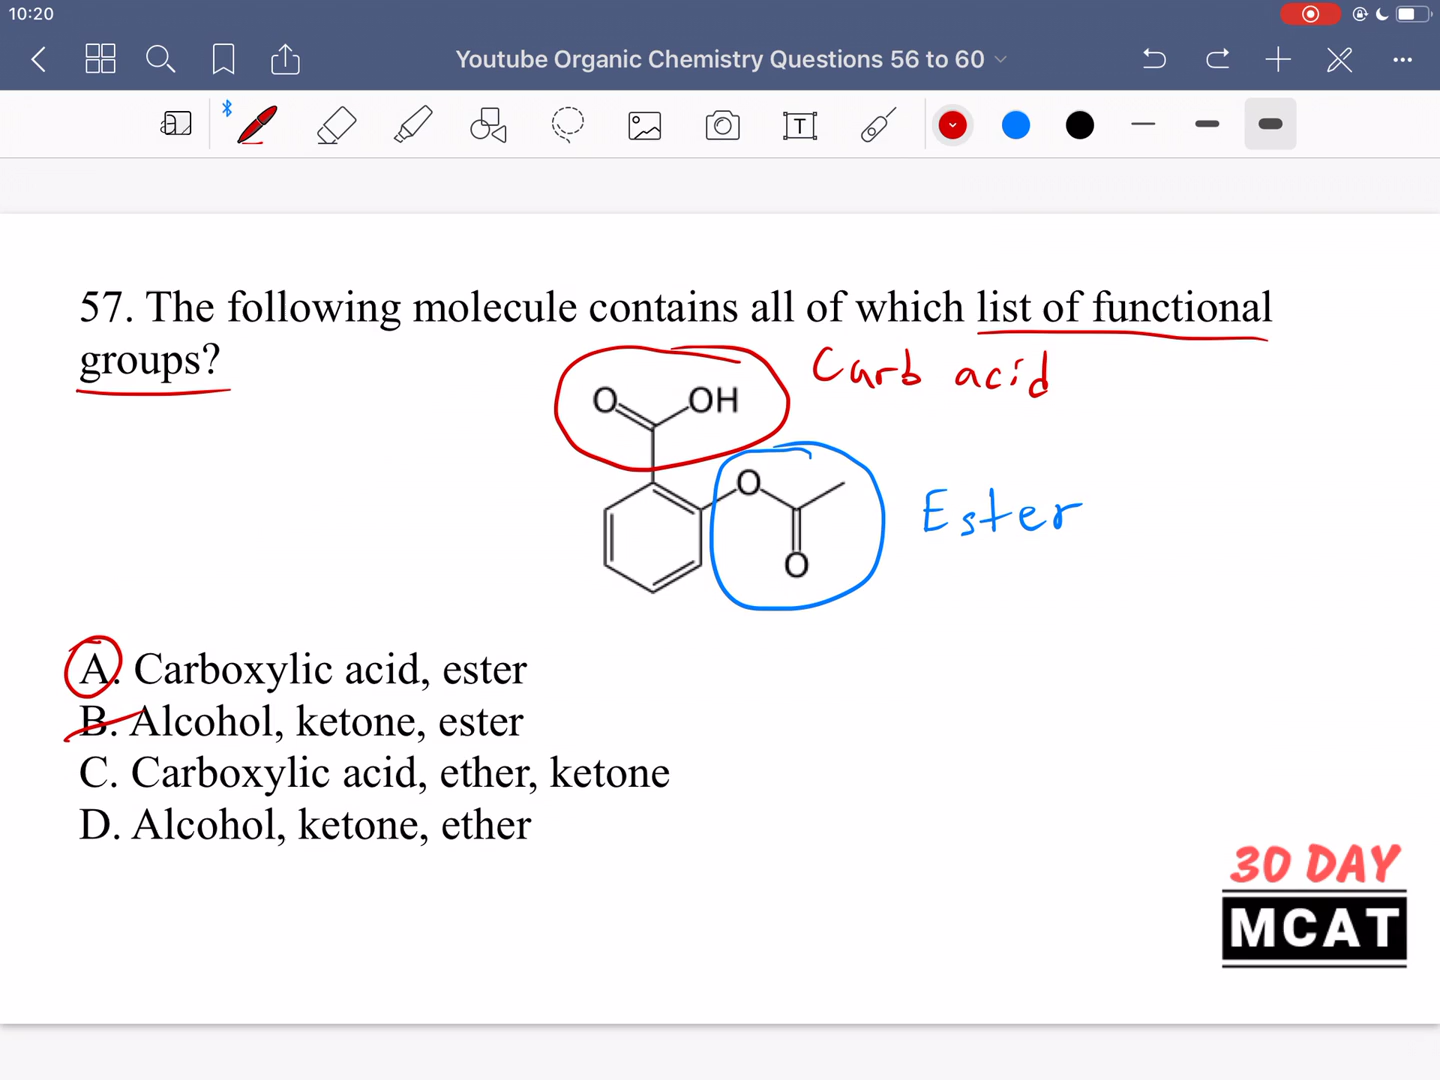 10:20
Youtube Organic Chemistry Questions 56 to 60
T
57. The following molecule contains all of which list of functional
groups?
Carb acid
O OH
O
Ester
O
A. Carboxylic acid, ester
B. Alcohol, ketone, ester
C. Carboxylic acid, ether, ketone
D. Alcohol, ketone, ether
30 DAY
MCAT